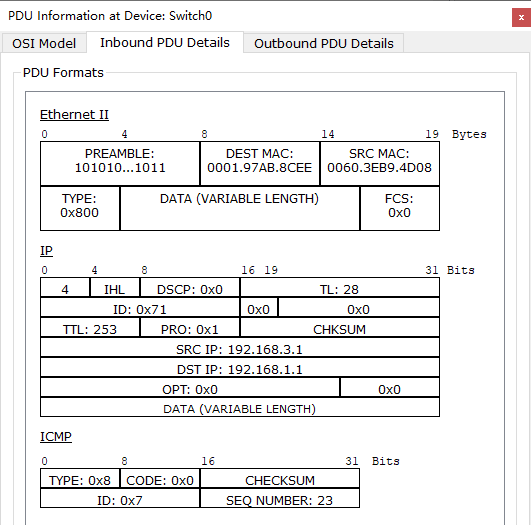 PDU Information at Device: Switch0 x
OSI Model Inbound PDU Details Outbound PDU Details
PDU Formats
Ethernet II
0 4 8 14 19 Bytes
PREAMBLE: 101010...1011 DEST MAC: 0001.97AB.8CEE SRC MAC: 0060.3EB9.4D08
TYPE: 0x800 DATA (VARIABLE LENGTH) FCS: 0x0
IP
0 4 8 16 19 31 Bits
4 IHL DSCP: 0x0 TL: 28
ID: 0x71 0x0 0x0
TTL: 253 PRO: 0x1 CHKSUM
SRC IP: 192.168.3.1
DST IP: 192.168.1.1
OPT: 0x0 0x0
DATA (VARIABLE LENGTH)
ICMP
0 8 16 31 Bits
TYPE: 0x8 CODE: 0x0 CHECKSUM
ID: 0x7 SEQ NUMBER: 23